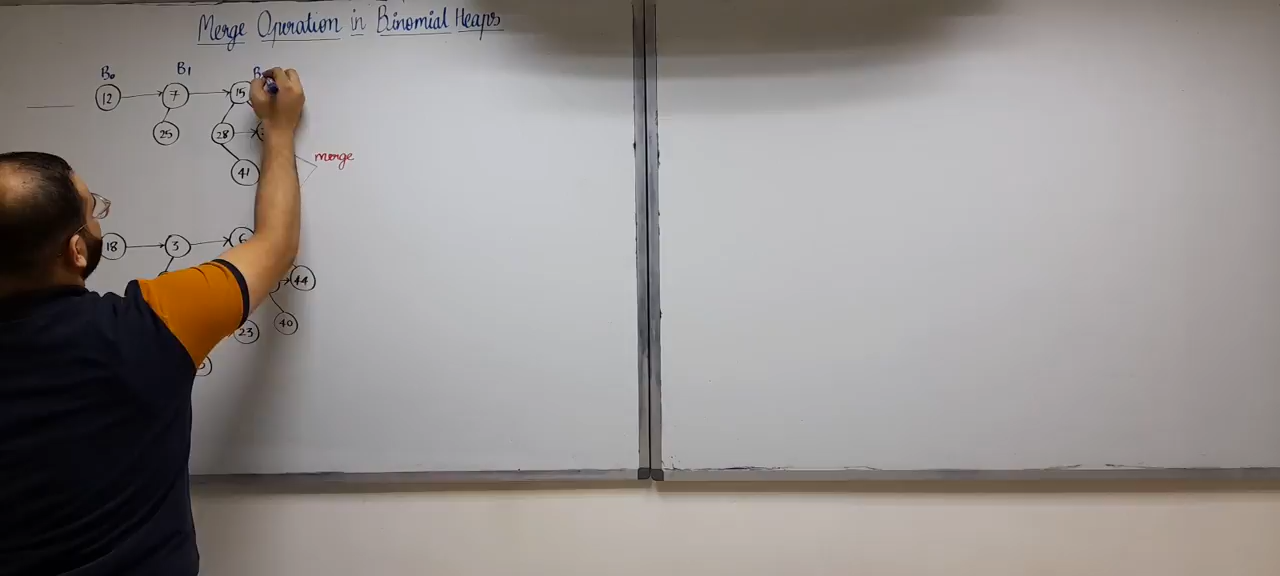 Merge Operation in Binomial Heaps
B₀ B₁
12 7 15
25 28
41
merge
18 3 6
44
23 40